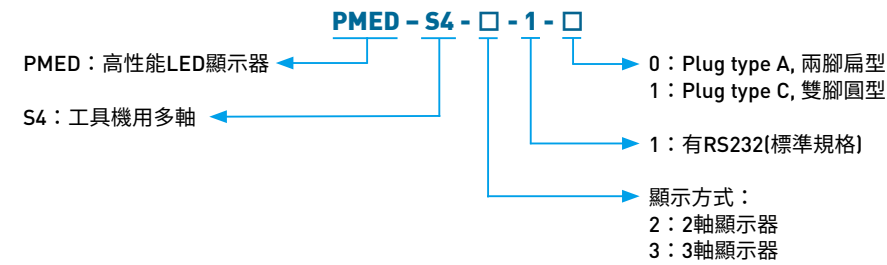 PMED – S4 - □ - 1 - □
PMED：高性能LED顯示器
S4：工具機用多軸
0：Plug type A, 兩腳扁型
1：Plug type C, 雙腳圓型
1：有RS232(標準規格)
顯示方式：
2：2軸顯示器
3：3軸顯示器